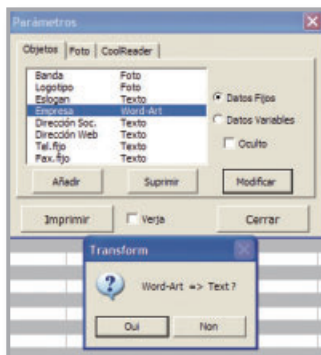 Parámetros
Objetos Foto CoolReader
Banda Foto
Logotipo Foto
Eslogan Texto
Empresa Word-Art
Dirección Soc. Texto
Dirección Web Texto
Tel.fijo Texto
Fax.fijo Texto
Datos Fijos
Datos Variables
Oculto
Añadir Suprimir Modificar
Imprimir Verja Cerrar
Transform
Word-Art => Text?
Oui Non